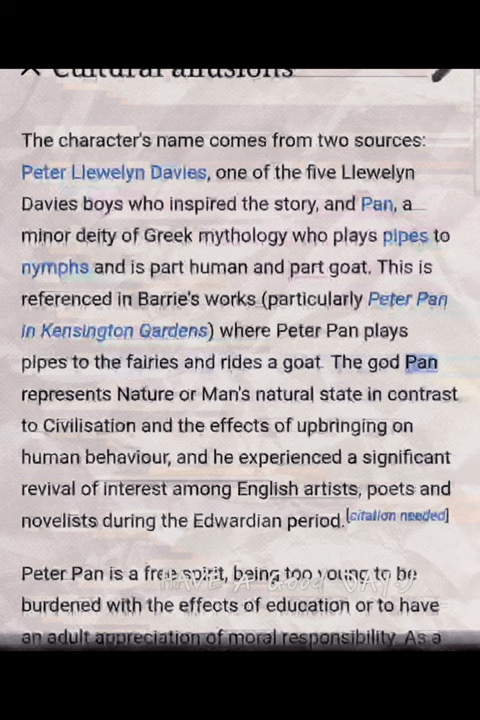 Cultural allusions
The character's name comes from two sources:
Peter Llewelyn Davies, one of the five Llewelyn
Davies boys who inspired the story, and Pan, a
minor deity of Greek mythology who plays pipes to
nymphs and is part human and part goat. This is
referenced in Barrie's works (particularly Peter Pan
in Kensington Gardens) where Peter Pan plays
pipes to the fairies and rides a goat. The god Pan
represents Nature or Man's natural state in contrast
to Civilisation and the effects of upbringing on
human behaviour, and he experienced a significant
revival of interest among English artists, poets and
novelists during the Edwardian period.[citation needed]
Peter Pan is a free spirit, being too young to be
HAVE A GOOD DAY
burdened with the effects of education or to have
an adult appreciation of moral responsibility. As a